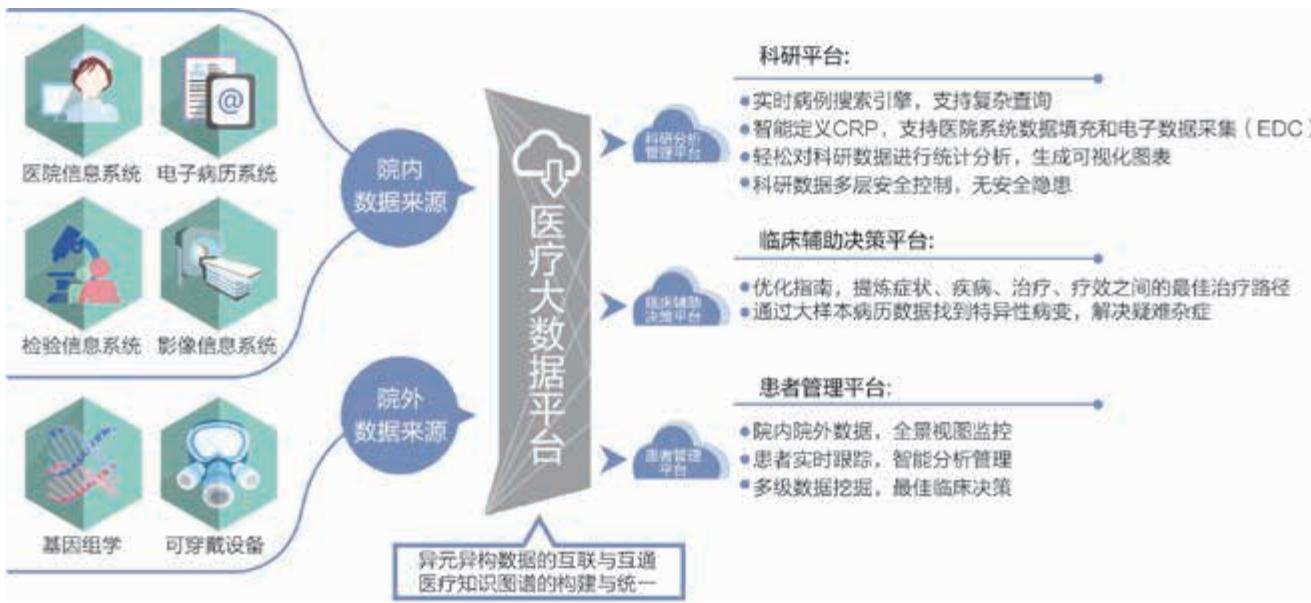 医院信息系统
电子病历系统
检验信息系统
影像信息系统
基因组学
可穿戴设备
院内
数据来源
院外
数据来源
医疗大数据平台
异元异构数据的互联与互通
医疗知识图谱的构建与统一
科研分析
管理平台
科研平台:
●实时病例搜索引擎，支持复杂查询
●智能定义CRP，支持医院系统数据填充和电子数据采集（EDC）
●轻松对科研数据进行统计分析，生成可视化图表
●科研数据多层安全控制，无安全隐患
临床辅助
决策平台
临床辅助决策平台:
●优化指南，提炼症状、疾病、治疗、疗效之间的最佳治疗路径
●通过大样本病历数据找到特异性病变，解决疑难杂症
患者管理
平台
患者管理平台:
●院内院外数据，全景视图监控
●患者实时跟踪，智能分析管理
●多级数据挖掘，最佳临床决策
@